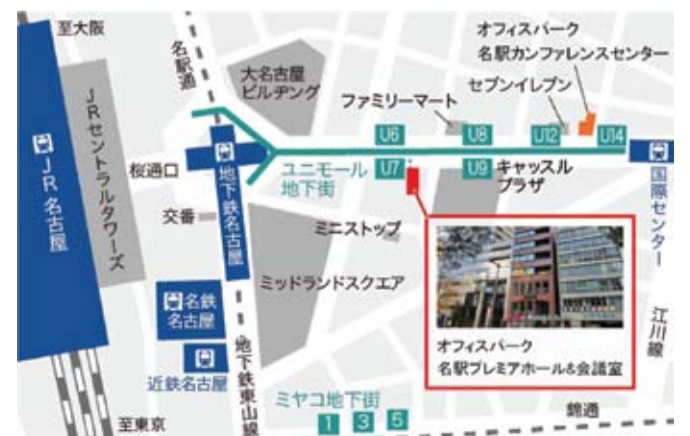 至大阪
名駅通
オフィスパーク
名駅カンファレンスセンター
大名古屋
ビルヂング
JRセントラルタワーズ
セブンイレブン
ファミリーマート
U6
U8
U12
U14
JR名古屋
桜通口
地下鉄名古屋
ユニモール
地下街
U7
U9
キャッスル
プラザ
国際センター
交番
ミニストップ
ミッドランドスクエア
名鉄
名古屋
江川線
オフィスパーク
名駅プレミアホール&会議室
近鉄名古屋
地下鉄東山線
ミヤコ地下街
至東京
1
3
5
錦通